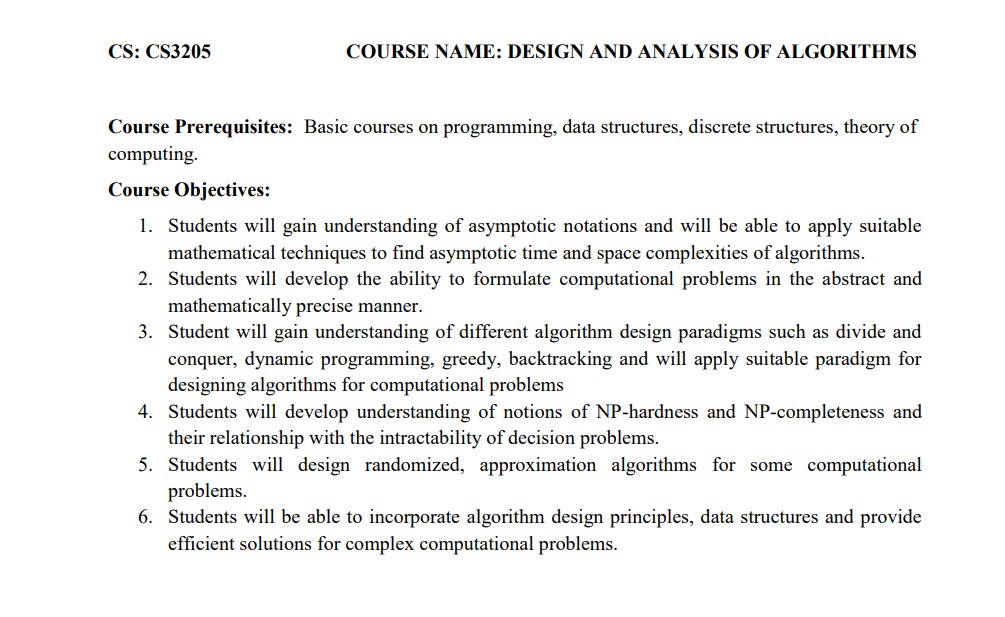 CS: CS3205 COURSE NAME: DESIGN AND ANALYSIS OF ALGORITHMS
Course Prerequisites: Basic courses on programming, data structures, discrete structures, theory of
computing.
Course Objectives:
1. Students will gain understanding of asymptotic notations and will be able to apply suitable
mathematical techniques to find asymptotic time and space complexities of algorithms.
2. Students will develop the ability to formulate computational problems in the abstract and
mathematically precise manner.
3. Student will gain understanding of different algorithm design paradigms such as divide and
conquer, dynamic programming, greedy, backtracking and will apply suitable paradigm for
designing algorithms for computational problems
4. Students will develop understanding of notions of NP-hardness and NP-completeness and
their relationship with the intractability of decision problems.
5. Students will design randomized, approximation algorithms for some computational
problems.
6. Students will be able to incorporate algorithm design principles, data structures and provide
efficient solutions for complex computational problems.